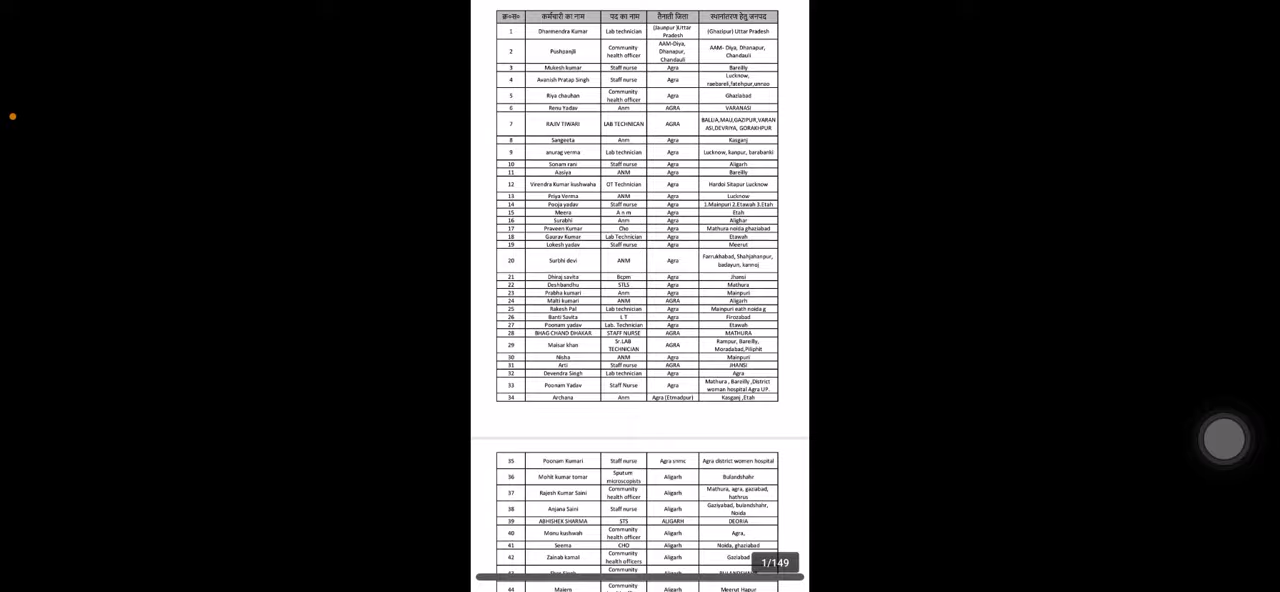 क्र०सं० कर्मचारी का नाम पद का नाम तैनाती जिला स्थानांतरण हेतु जनपद
1 Dharmendra Kumar Lab technician (Jaunpur )Uttar Pradesh (Ghazipur) Uttar Pradesh
2 Pushpanjli Community health officer AAM-Diya, Dhanapur, Chandauli AAM- Diya, Dhanapur, Chandauli
3 Mukesh kumar Staff nurse Agra Bareilly
4 Avanish Pratap Singh Staff nurse Agra Lucknow, raebareli,fatehpur,unnao
5 Riya chauhan Community health officer Agra Ghaziabad
6 Renu Yadav Anm AGRA VARANASI
7 RAJIV TIWARI LAB TECHNICAN AGRA BALLIA,MAU,GAZIPUR,VARANASI,DEVRIYA, GORAKHPUR
8 Sangeeta Anm Agra Kasganj
9 anurag verma Lab technician Agra Lucknow, kanpur, barabanki
10 Sonam rani Staff nurse Agra Aligarh
11 Aasiya ANM Agra Bareilly
12 Virendra Kumar kushwaha OT Technician Agra Hardoi Sitapur Lucknow
13 Priya Verma ANM Agra Lucknow
14 Pooja yadav Staff nurse Agra 1.Mainpuri 2.Etawah 3.Etah
15 Meera A n m Agra Etah
16 Surabhi Anm Agra Alighar
17 Praveen Kumar Cho Agra Mathura noida ghaziabad
18 Gaurav Kumar Lab Technician Agra Etawah
19 Lokesh yadav Staff nurse Agra Meerut
20 Surbhi devi ANM Agra Farrukhabad, Shahjahanpur, badayun, kannoj
21 Dhiraj savita Bcpm Agra Jhansi
22 Deshbandhu STLS Agra Mathura
23 Prabha kumari Anm Agra Mainpuri
24 Malti kumari ANM AGRA Aligarh
25 Rakesh Pal Lab technician Agra Mainpuri eath noida g
26 Banti Savita L T Agra Firozabad
27 Poonam yadav Lab. Technician Agra Etawah
28 BHAG CHAND DHAKAR STAFF NURSE AGRA MATHURA
29 Maisar khan Sr.LAB TECHNICIAN AGRA Rampur, Bareilly, Moradabad,Piliphit
30 Nisha ANM Agra Mainpuri
31 Arti Staff nurse AGRA JHANSI
32 Devendra Singh Lab technician Agra Agra
33 Poonam Yadav Staff Nurse Agra Mathura , Bareilly ,District woman hospital Agra UP.
34 Archana Anm Agra (Etmadpur) Kasganj ,Etah
35 Poonam Kumari Staff nurse Agra snmc Agra district women hospital
36 Mohit kumar tomar Sputum microscopists Aligarh Bulandshahr
37 Rajesh Kumar Saini Community health officer Aligarh Mathura, agra, gaziabad, hathrus
38 Anjana Saini Staff nurse Aligarh Gaziyabad, bulandshahr, Noida
39 ABHISHEK SHARMA STS ALIGARH DEORIA
40 Monu kushwah Community health officer Aligarh Agra,
41 Seema CHO Aligarh Noida, ghaziabad
42 Zainab kamal Community health officers Aligarh Gaziabad
Community Aligarh
44 Majem Community Aligarh Meerut Hapur
1/149